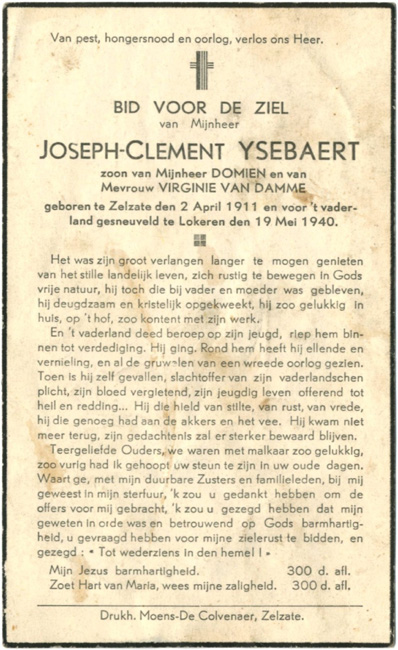 Van pest, hongersnood en oorlog, verlos ons Heer.
BID VOOR DE ZIEL
van Mijnheer
JOSEPH-CLEMENT YSEBAERT
zoon van Mijnheer DOMIEN en van
Mevrouw VIRGINIE VAN DAMME
geboren te Zelzate den 2 April 1911 en voor 't vader-
land gesneuveld te Lokeren den 19 Mei 1940.
Het was zijn groot verlangen langer te mogen genieten
van het stille landelijk leven, zich rustig te bewegen in Gods
vrije natuur, hij toch die bij vader en moeder was gebleven,
hij deugdzaam en kristelijk opgekweekt, hij zoo gelukkig in
huis, op 't hof, zoo kontent met zijn werk.
En 't vaderland deed beroep op zijn jeugd, riep hem bin-
nen tot verdediging. Hij ging. Rond hem heeft hij ellende en
vernieling, en al de gruwelen van een wreede oorlog gezien.
Toen is hij zelf gevallen, slachtoffer van zijn vaderlandschen
plicht, zijn bloed vergietend, zijn jeugdig leven offerend tot
heil en redding... Hij die hield van stilte, van rust, van vrede,
hij die genoeg had aan de akkers en het vee. Hij kwam niet
meer terug, zijn gedachtenis zal er sterker bewaard blijven.
Teergeliefde Ouders, we waren met malkaar zoo gelukkig,
zoo vurig had ik gehoopt uw steun te zijn in uw oude dagen.
Waart ge, met mijn duurbare Zusters en familieleden, bij mij
geweest in mijn sterfuur, 'k zou u gedankt hebben om de
offers voor mij gebracht, 'k zou u gezegd hebben dat mijn
geweten in orde was en betrouwend op Gods barmhartig-
heid, u gevraagd hebben voor mijne zielerust te bidden, en
gezegd : « Tot wederziens in den hemel ! »
Mijn Jezus barmhartigheid. 300 d. afl.
Zoet Hart van Maria, wees mijne zaligheid. 300 d. afl.
Drukh. Moens-De Colvenaer, Zelzate.